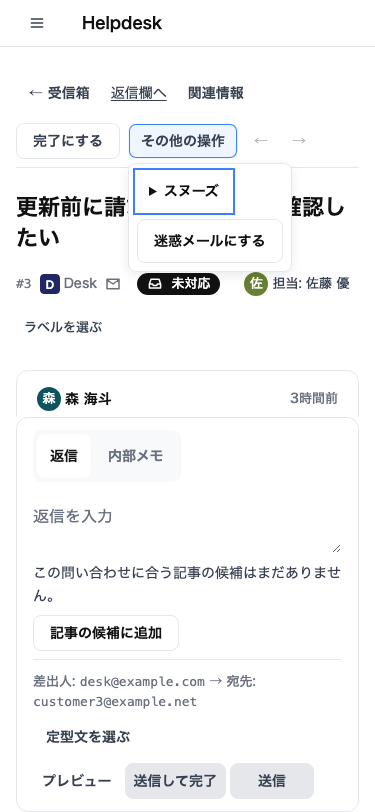 Helpdesk
← 受信箱 返信欄へ 関連情報
完了にする その他の操作 ← →
▶ スヌーズ
迷惑メールにする
更新前に請 確認し
たい
#3 D Desk 未対応 佐 担当: 佐藤 優
ラベルを選ぶ
森 森 海斗 3時間前
返信 内部メモ
返信を入力
この問い合わせに合う記事の候補はまだありませ
ん。
記事の候補に追加
差出人: desk@example.com → 宛先:
customer3@example.net
定型文を選ぶ
プレビュー 送信して完了 送信